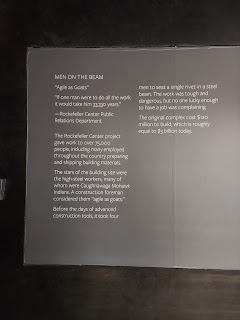 MEN ON THE BEAM
"Agile as Goats"
"If one man were to do all the work
it would take him 33,250 years."
—Rockefeller Center Public
Relations Department
The Rockefeller Center project
gave work to over 75,000
people, including many employed
throughout the country preparing
and shipping building materials.
The stars of the building site were
the high-steel workers, many of
whom were Caughnawaga Mohawk
Indians. A construction foreman
considered them "agile as goats."
Before the days of advanced
construction tools, it took four
men to seat a single rivet in a steel
beam. The work was tough and
dangerous, but no one lucky enough
to have a job was complaining.
The original complex cost
million to build, which is roughly
equal to billion today.